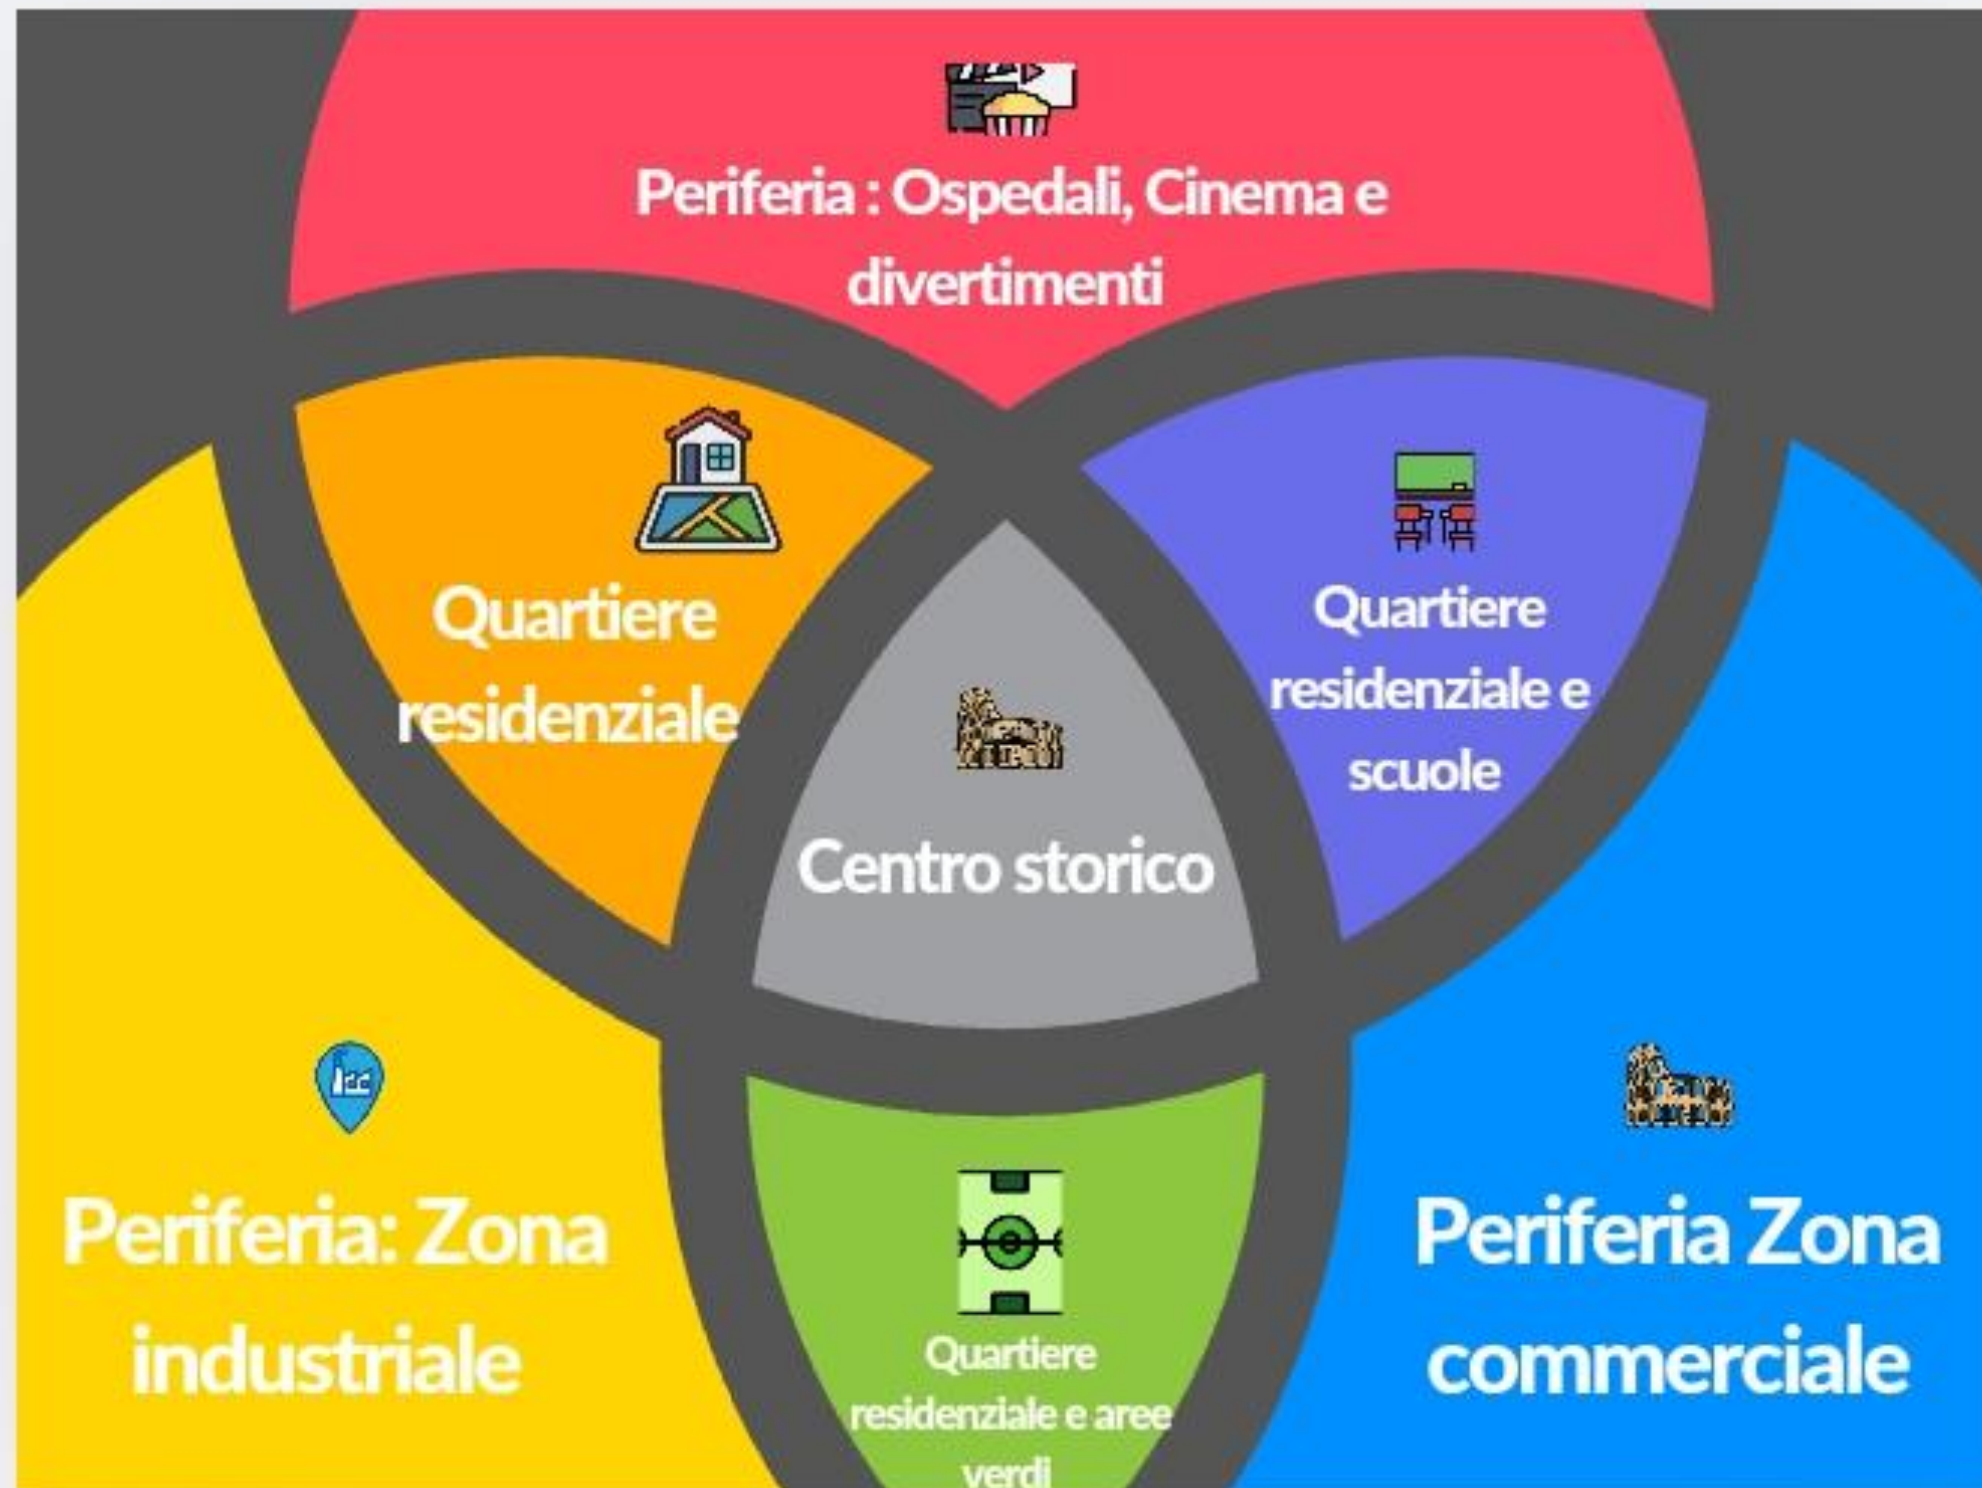 Periferia : Ospedali, Cinema e
divertimenti
Quartiere
residenziale
Quartiere
residenziale e
scuole
Centro storico
Periferia: Zona
industriale
Quartiere
residenziale e aree
verdi
Periferia Zona
commerciale